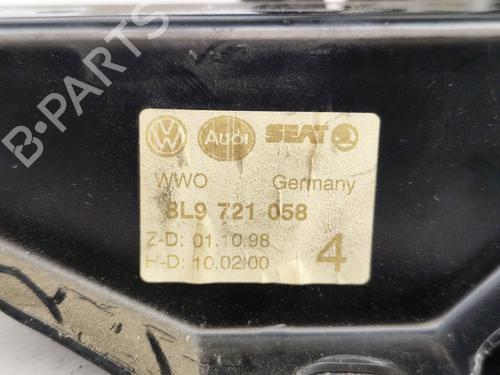 B-PARTS
VW Audi SEAT
WWO Germany
8L9 721 058
Z-D: 01.10.98
H-D: 10.02.00 4